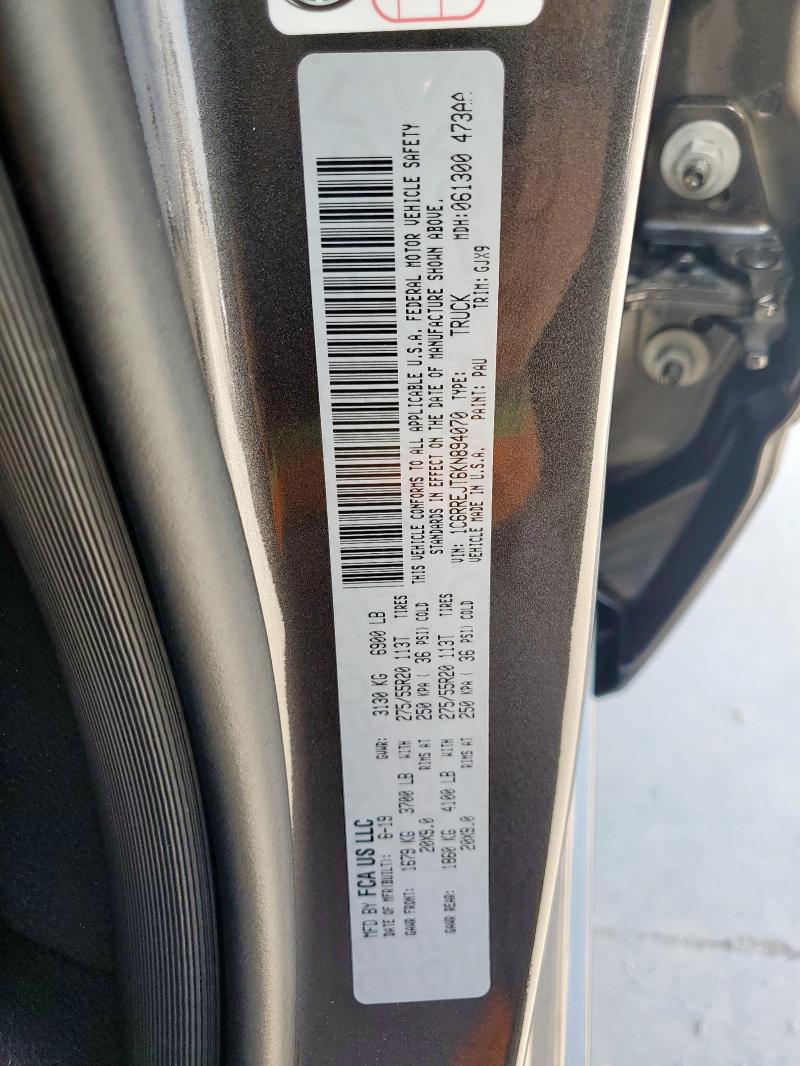 MFD BY FCA US LLC
DATE OF MFR(BUILT): 6-19 GVWR: 3130 KG 6900 LB
GAWR FRONT: 1679 KG 3700 LB WITH 275/55R20 113T TIRES
20X9.0 RIMS AT 250 KPA ( 36 PSI) COLD
GAWR REAR: 1860 KG 4100 LB WITH 275/55R20 113T TIRES
20X9.0 RIMS AT 250 KPA ( 36 PSI) COLD
THIS VEHICLE CONFORMS TO ALL APPLICABLE U.S.A. FEDERAL MOTOR VEHICLE SAFETY
STANDARDS IN EFFECT ON THE DATE OF MANUFACTURE SHOWN ABOVE.
VIN: 1C6RREJT6KN894070 TYPE: TRUCK MDH: 061300 473AA
VEHICLE MADE IN U.S.A. PAINT: PAU TRIM: GJX9